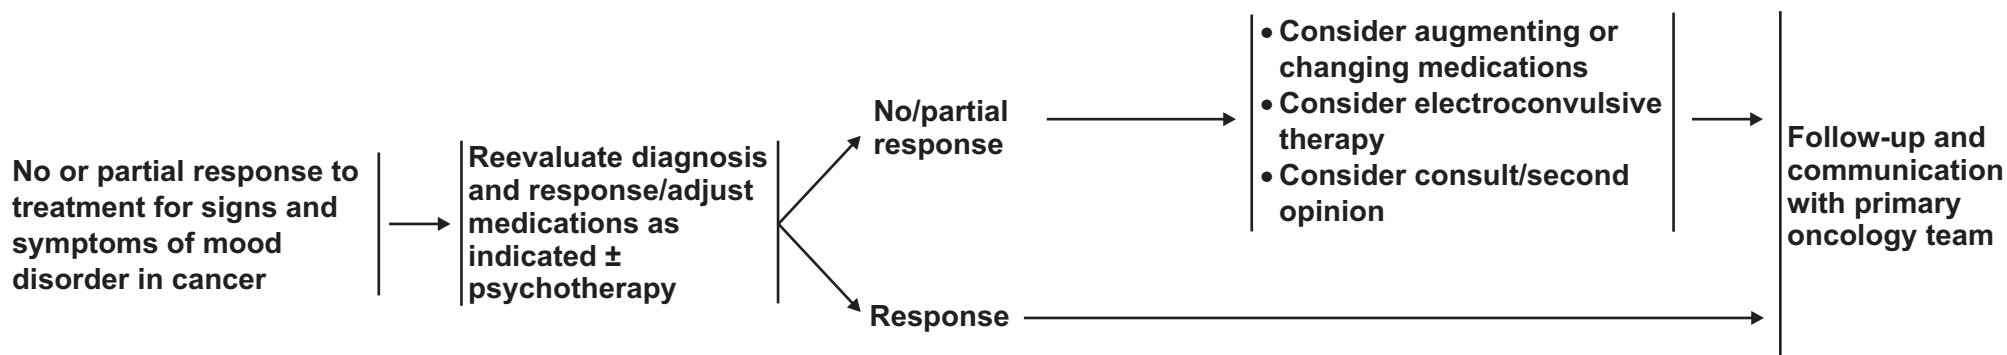 No or partial response to
treatment for signs and
symptoms of mood
disorder in cancer
Reevaluate diagnosis
and response/adjust
medications as
indicated ±
psychotherapy
No/partial
response
• Consider augmenting or
changing medications
• Consider electroconvulsive
therapy
• Consider consult/second
opinion
Response
Follow-up and
communication
with primary
oncology team